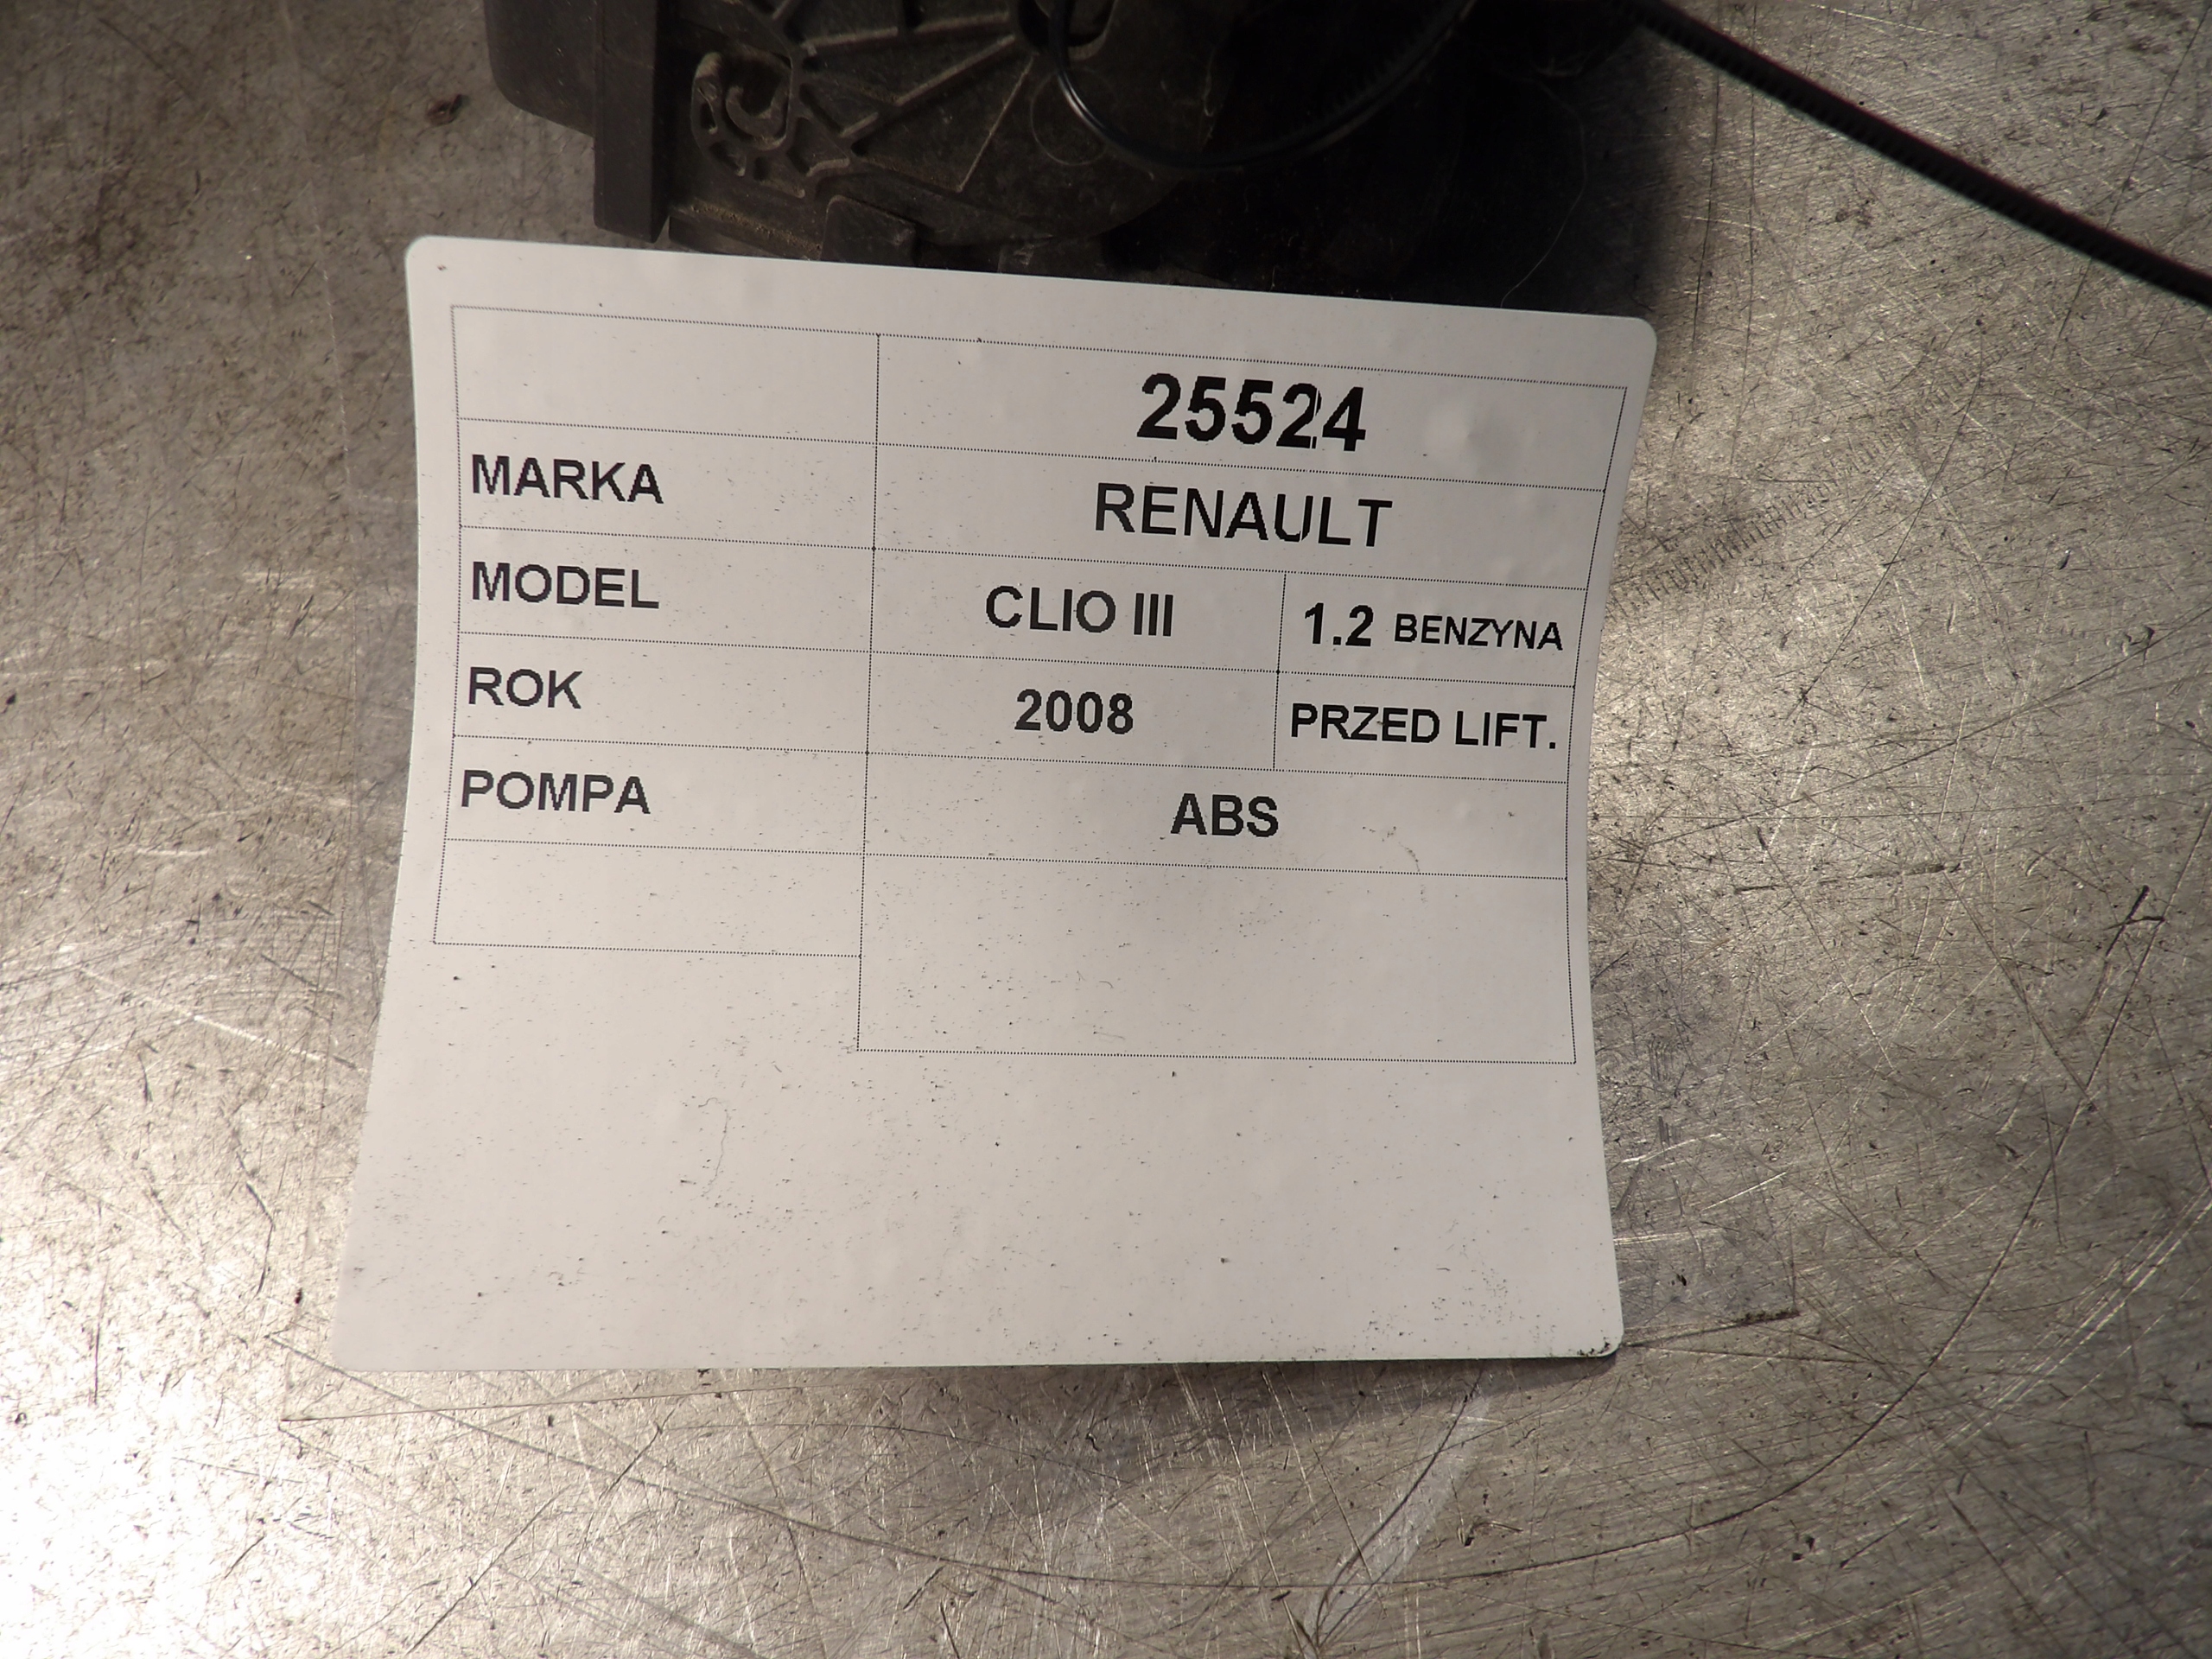 25524
MARKA RENAULT
MODEL CLIO III 1.2 BENZYNA
ROK 2008 PRZED LIFT.
POMPA ABS